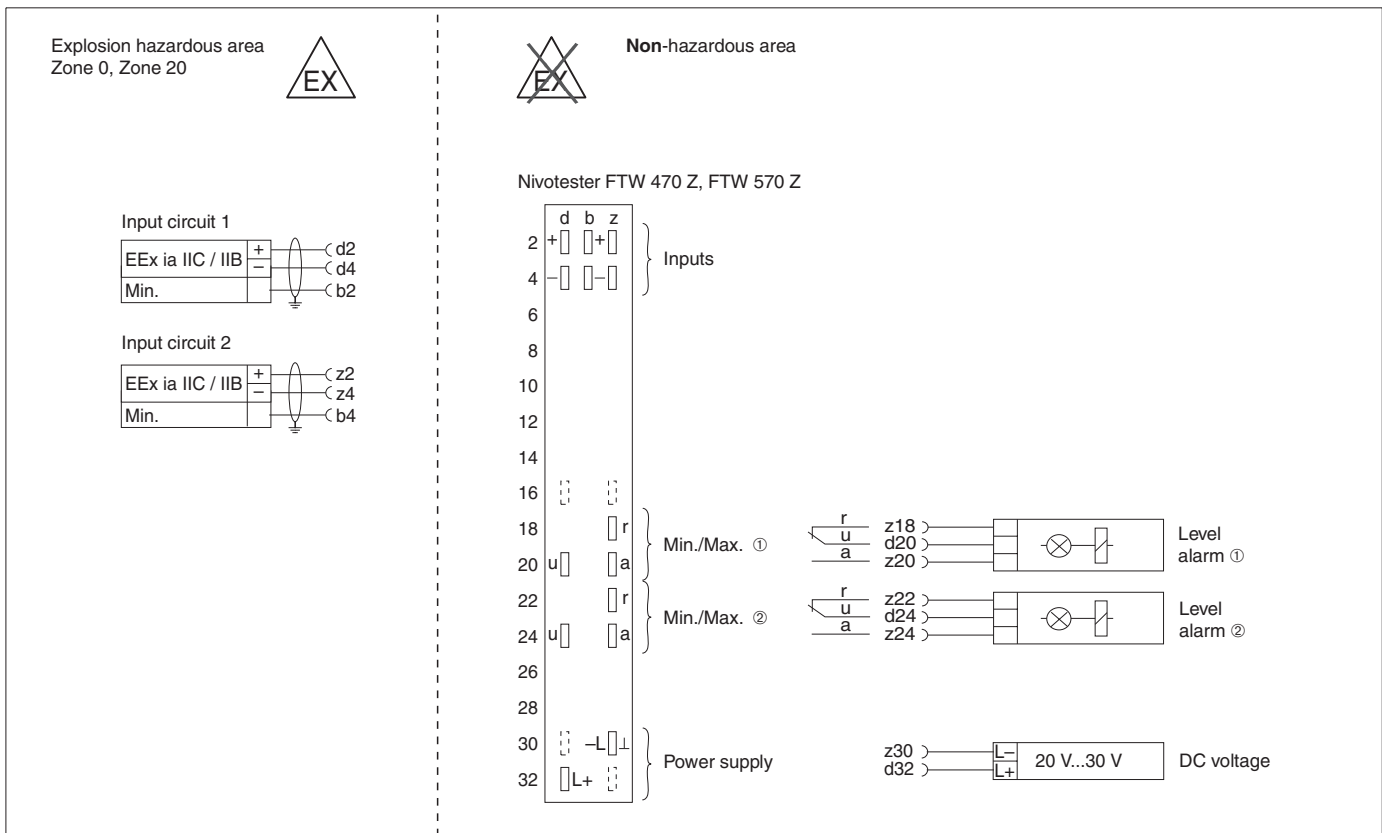 Explosion hazardous area
Zone 0, Zone 20
EX
EX
Non-hazardous area
Nivotester FTW 470 Z, FTW 570 Z
Input circuit 1
EEx ia IIC / IIB + d2
– d4
Min. b2
Input circuit 2
EEx ia IIC / IIB + z2
– z4
Min. b4
d b z
2 + +
Inputs
4 – –
6
8
10
12
14
16
18 r
Min./Max. ①
20 u a
22 r
Min./Max. ②
24 u a
26
28
30 –L ⊥
Power supply
32 L+
r z18
u d20
a z20
Level
alarm ①
r z22
u d24
a z24
Level
alarm ②
z30 L–
d32 L+
20 V...30 V
DC voltage